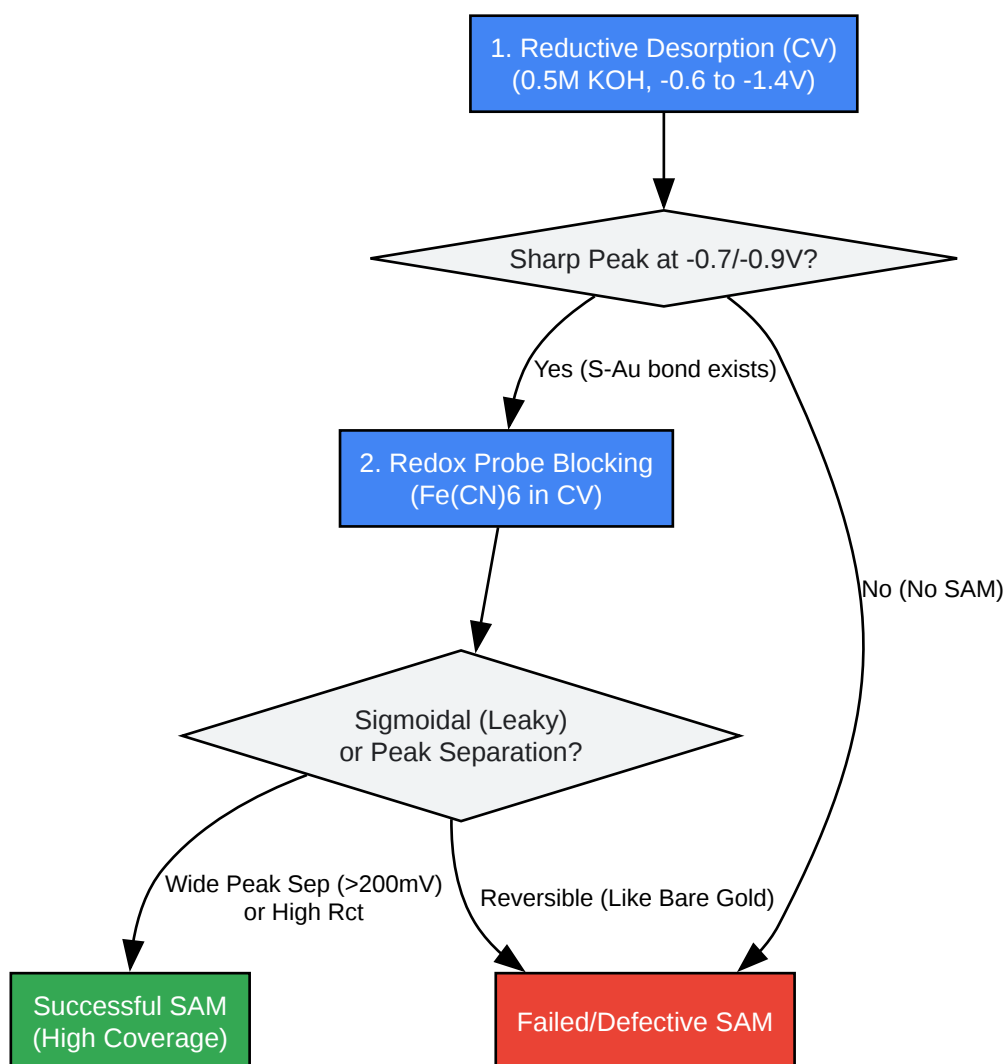 1. Reductive Desorption (CV)
(0.5M KOH, -0.6 to -1.4V)
Sharp Peak at -0.7/-0.9V?
Yes (S-Au bond exists)
2. Redox Probe Blocking
(Fe(CN)6 in CV)
No (No SAM)
Sigmoidal (Leaky)
or Peak Separation?
Wide Peak Sep (>200mV)
or High Rct
Reversible (Like Bare Gold)
Successful SAM
(High Coverage)
Failed/Defective SAM